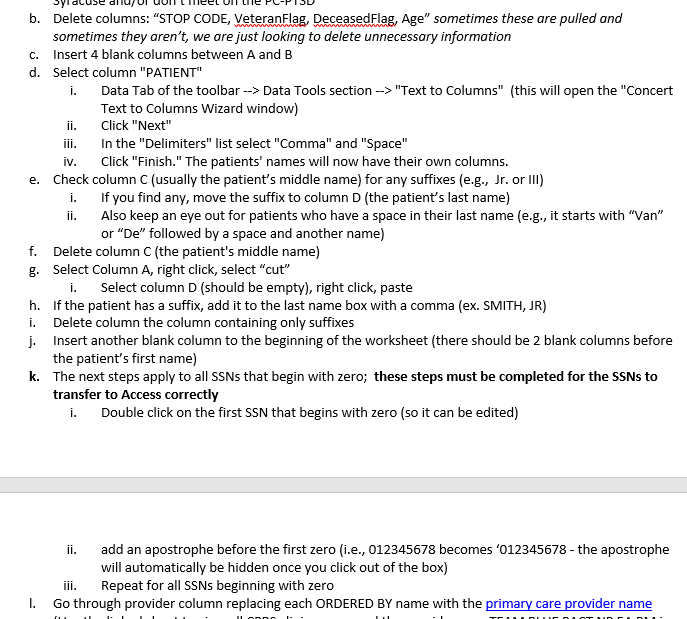 Syracuse and/or don't meet on the PC-PTSD
b. Delete columns: "STOP CODE, VeteranFlag, DeceasedFlag, Age" sometimes these are pulled and
sometimes they aren't, we are just looking to delete unnecessary information
c. Insert 4 blank columns between A and B
d. Select column "PATIENT"
i. Data Tab of the toolbar --> Data Tools section --> "Text to Columns" (this will open the "Concert
Text to Columns Wizard window)
ii. Click "Next"
iii. In the "Delimiters" list select "Comma" and "Space"
iv. Click "Finish." The patients' names will now have their own columns.
e. Check column C (usually the patient's middle name) for any suffixes (e.g., Jr. or III)
i. If you find any, move the suffix to column D (the patient's last name)
ii. Also keep an eye out for patients who have a space in their last name (e.g., it starts with "Van"
or "De" followed by a space and another name)
f. Delete column C (the patient's middle name)
g. Select Column A, right click, select "cut"
i. Select column D (should be empty), right click, paste
h. If the patient has a suffix, add it to the last name box with a comma (ex. SMITH, JR)
i. Delete column the column containing only suffixes
j. Insert another blank column to the beginning of the worksheet (there should be 2 blank columns before
the patient's first name)
k. The next steps apply to all SSNs that begin with zero; these steps must be completed for the SSNs to
transfer to Access correctly
i. Double click on the first SSN that begins with zero (so it can be edited)
ii. add an apostrophe before the first zero (i.e., 012345678 becomes '012345678 - the apostrophe
will automatically be hidden once you click out of the box)
iii. Repeat for all SSNs beginning with zero
l. Go through provider column replacing each ORDERED BY name with the primary care provider name